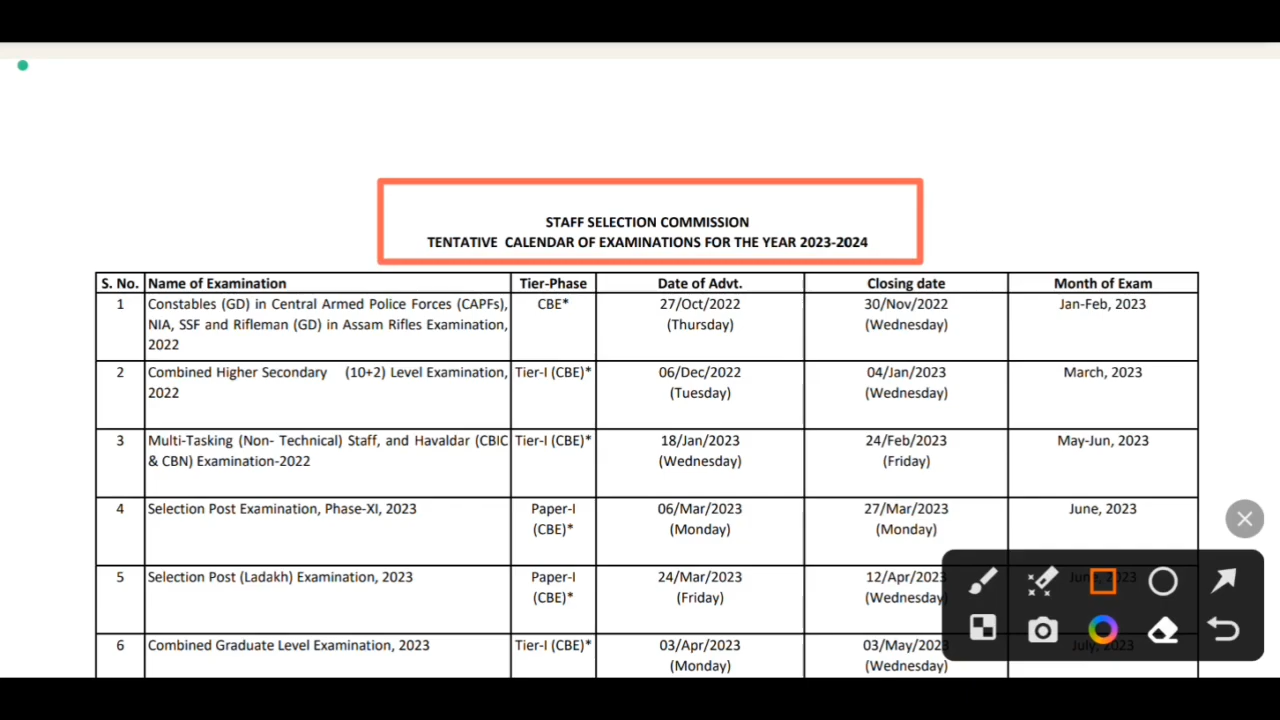 STAFF SELECTION COMMISSION
TENTATIVE CALENDAR OF EXAMINATIONS FOR THE YEAR 2023-2024
S. No. Name of Examination Tier-Phase Date of Advt. Closing date Month of Exam
1 Constables (GD) in Central Armed Police Forces (CAPFs), CBE* 27/Oct/2022 30/Nov/2022 Jan-Feb, 2023
NIA, SSF and Rifleman (GD) in Assam Rifles Examination, (Thursday) (Wednesday)
2022
2 Combined Higher Secondary (10+2) Level Examination, Tier-I (CBE)* 06/Dec/2022 04/Jan/2023 March, 2023
2022 (Tuesday) (Wednesday)
3 Multi-Tasking (Non- Technical) Staff, and Havaldar (CBIC Tier-I (CBE)* 18/Jan/2023 24/Feb/2023 May-Jun, 2023
& CBN) Examination-2022 (Wednesday) (Friday)
4 Selection Post Examination, Phase-XI, 2023 Paper-I 06/Mar/2023 27/Mar/2023 June, 2023
(CBE)* (Monday) (Monday)
5 Selection Post (Ladakh) Examination, 2023 Paper-I 24/Mar/2023 12/Apr/2023 June, 2023
(CBE)* (Friday) (Wednesday)
6 Combined Graduate Level Examination, 2023 Tier-I (CBE)* 03/Apr/2023 03/May/2023 July, 2023
(Monday) (Wednesday)